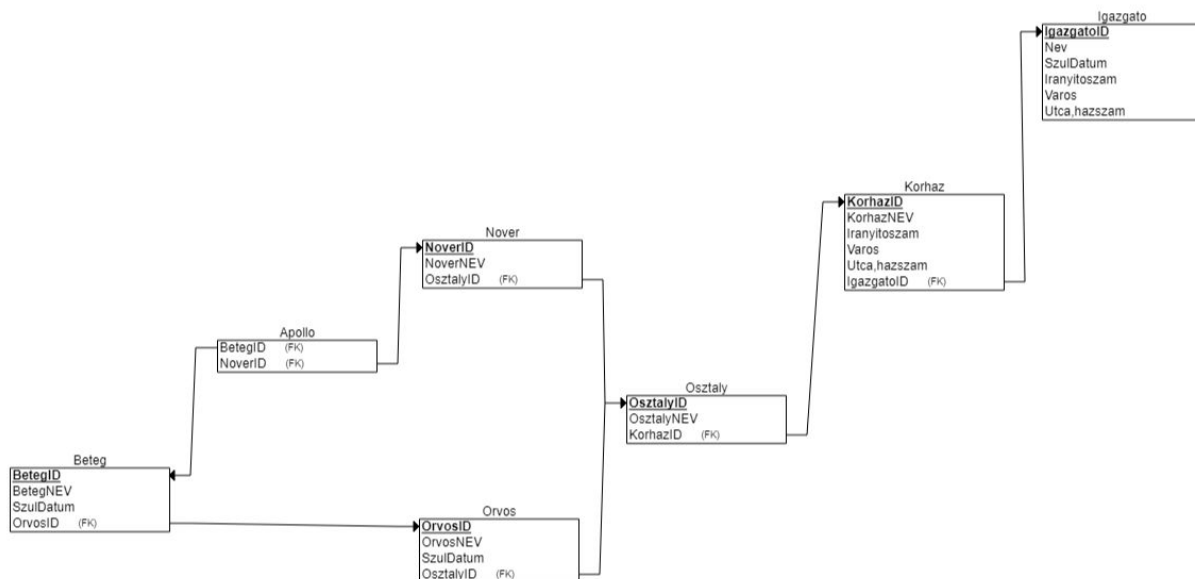 Igazgato
IgazgatoID
Nev
SzulDatum
Iranyitoszam
Varos
Utca,hazszam
Korhaz
KorhazID
KorhazNEV
Iranyitoszam
Varos
Utca,hazszam
IgazgatoID (FK)
Nover
NoverID
NoverNEV
OsztalyID (FK)
Apollo
BetegID (FK)
NoverID (FK)
Osztaly
OsztalyID
OsztalyNEV
KorhazID (FK)
Beteg
BetegID
BetegNEV
SzulDatum
OrvosID (FK)
Orvos
OrvosID
OrvosNEV
SzulDatum
OsztalyID (FK)